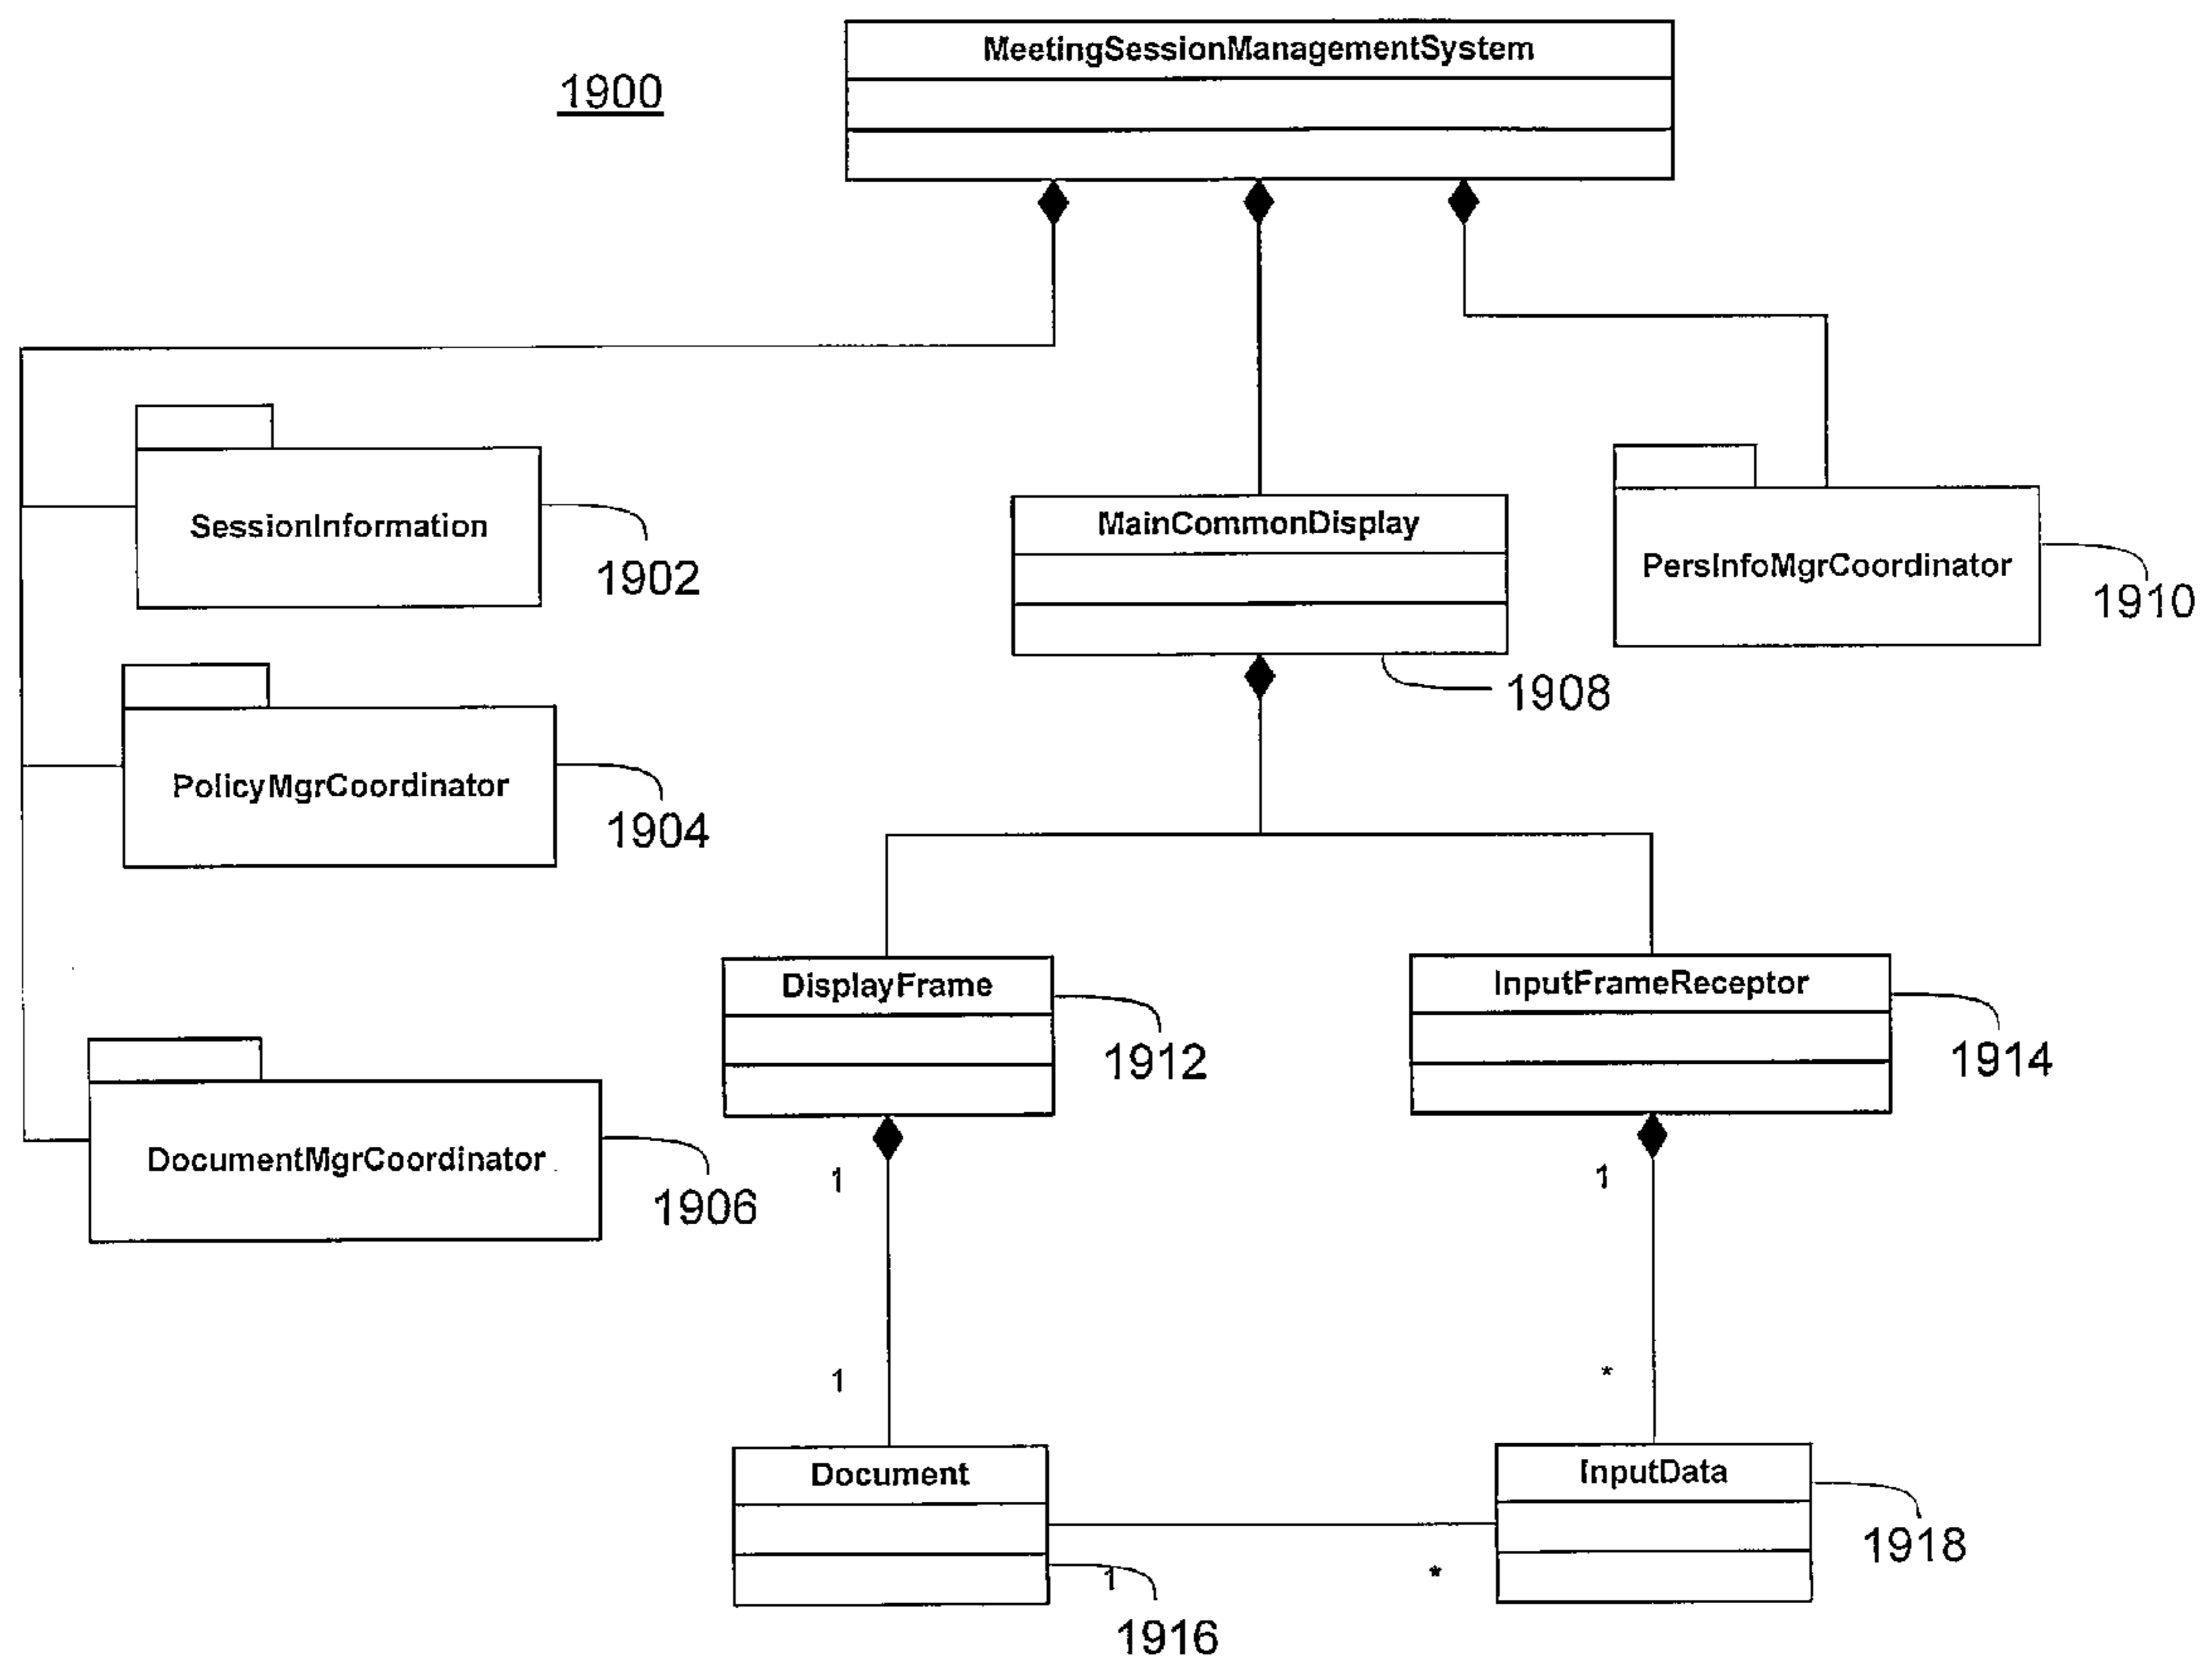 MeetingSessionManagementSystem
1900
SessionInformation
1902
MainCommonDisplay
1908
PersInfoMgrCoordinator
1910
PolicyMgrCoordinator
1904
DocumentMgrCoordinator
1906
DisplayFrame
1912
InputFrameReceptor
1914
1
1
1
*
Document
1916
InputData
1918
1
*